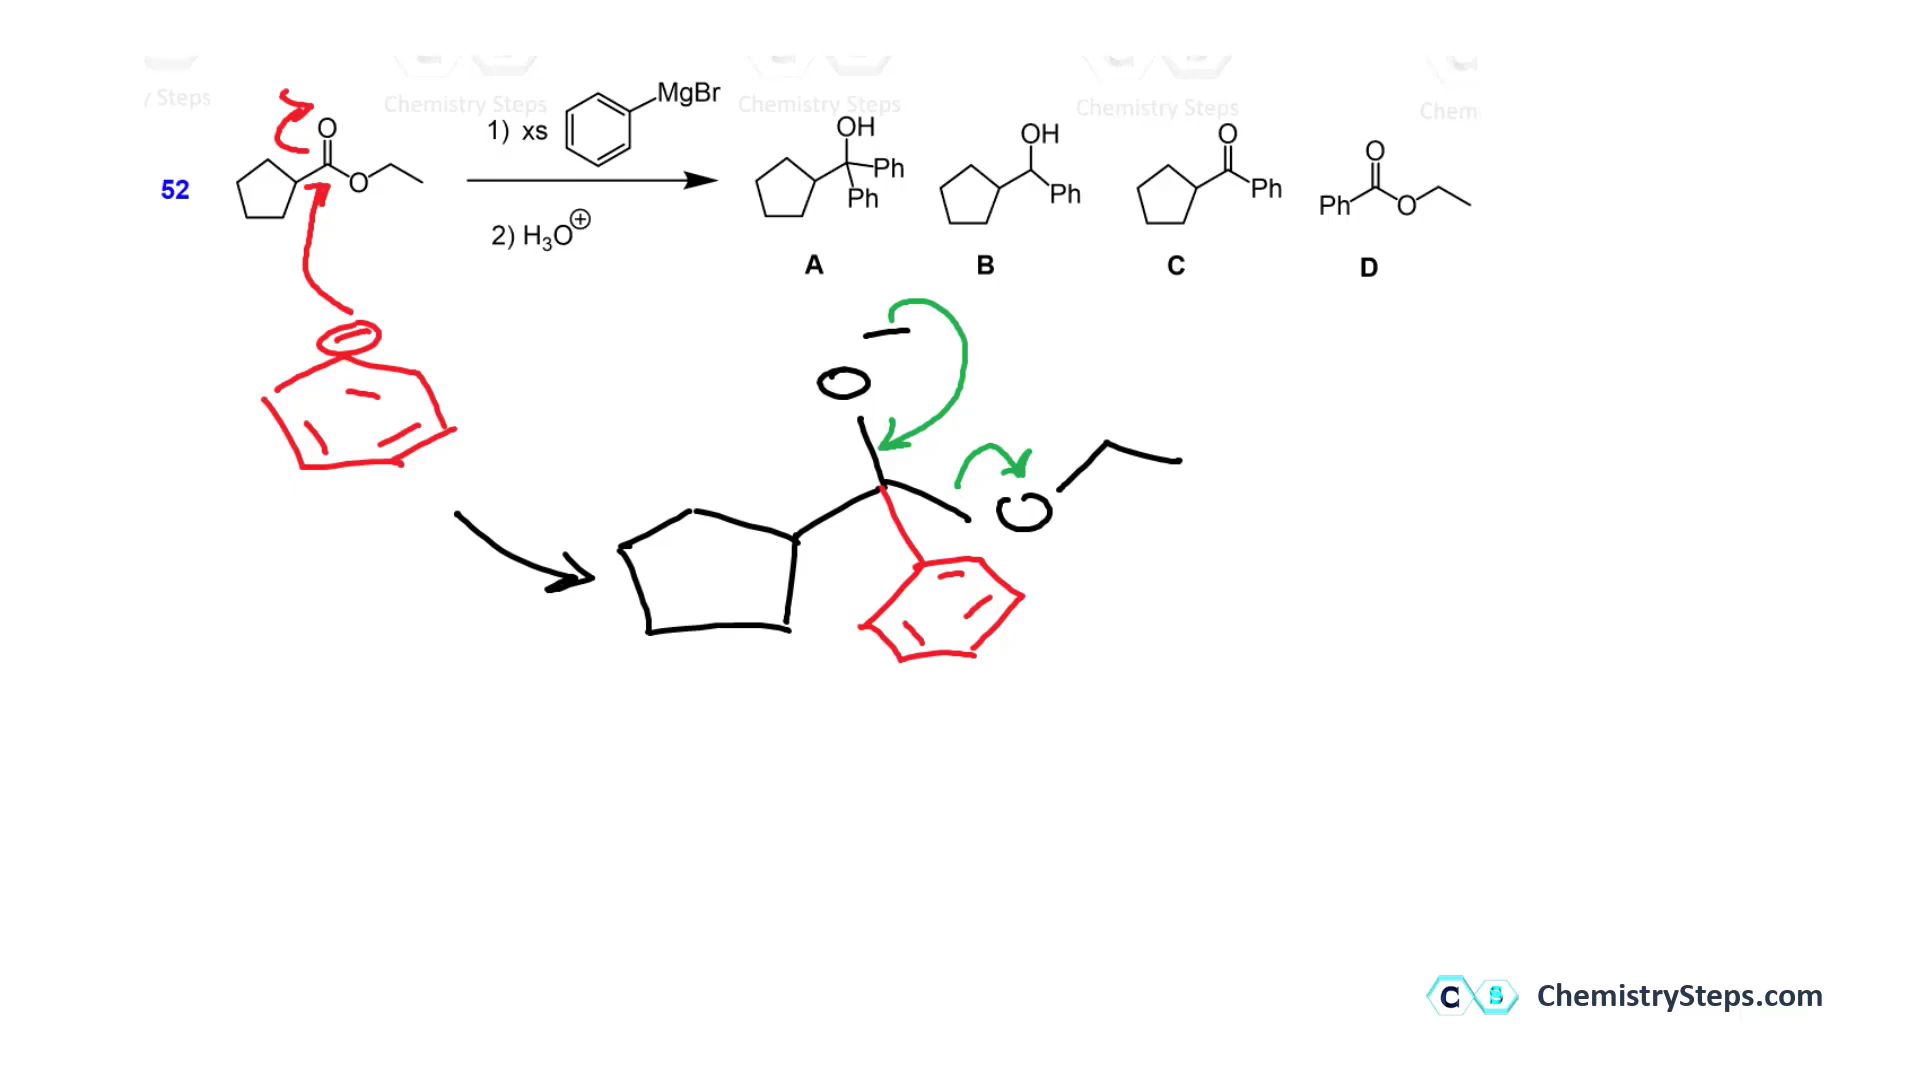 y Steps
Chemistry Steps
Chemistry Steps
Chemistry Steps
Chem
52
O
O
1) xs
MgBr
2) H₃O⊕
OH
Ph
Ph
A
OH
Ph
B
O
Ph
C
O
Ph
O
D
−
O
O
C S ChemistrySteps.com